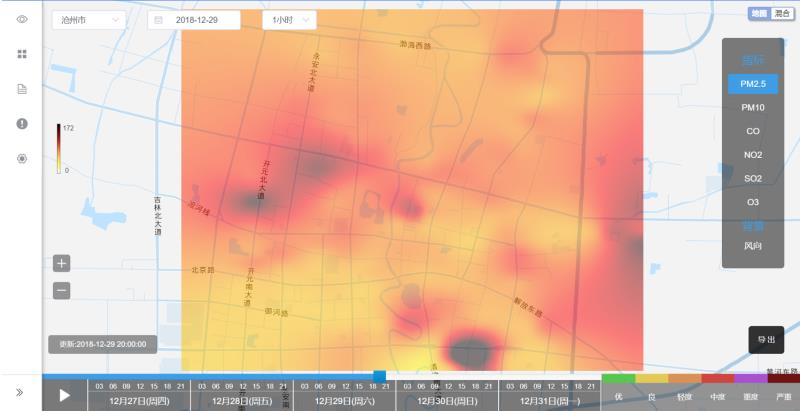 沧州市
2018-12-29
1小时
地图
混合
渤海西路
永安北大道
指标
PM2.5
PM10
CO
NO2
SO2
O3
背景
风向
172
0
开元北大道
吉林北大道
北京路
开元南大道
御河路
解放东路
更新:2018-12-29 20:00:00
导出
黄河东路
03 06 09 12 15 18 21
03 06 09 12 15 18 21
03 06 09 12 15 18 21
03 06 09 12 15 18 21
03 06 09 12 15 18 21
12月27日(周四)
12月28日(周五)
12月29日(周六)
12月30日(周日)
12月31日(周一)
优
良
轻度
中度
重度
严重